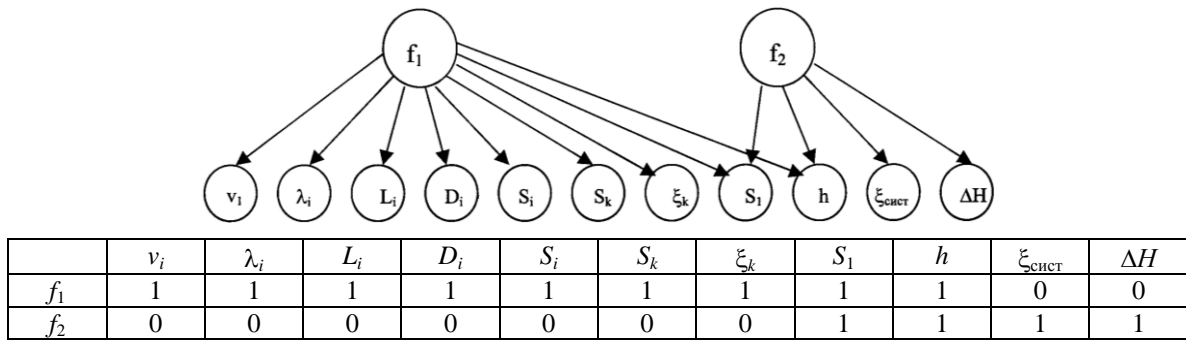 f₁ f₂
v₁ λᵢ Lᵢ Dᵢ Sᵢ Sₖ ξₖ S₁ h ξсист ΔH
vᵢ λᵢ Lᵢ Dᵢ Sᵢ Sₖ ξₖ S₁ h ξсист ΔH
f₁ 1 1 1 1 1 1 1 1 1 0 0
f₂ 0 0 0 0 0 0 0 1 1 1 1